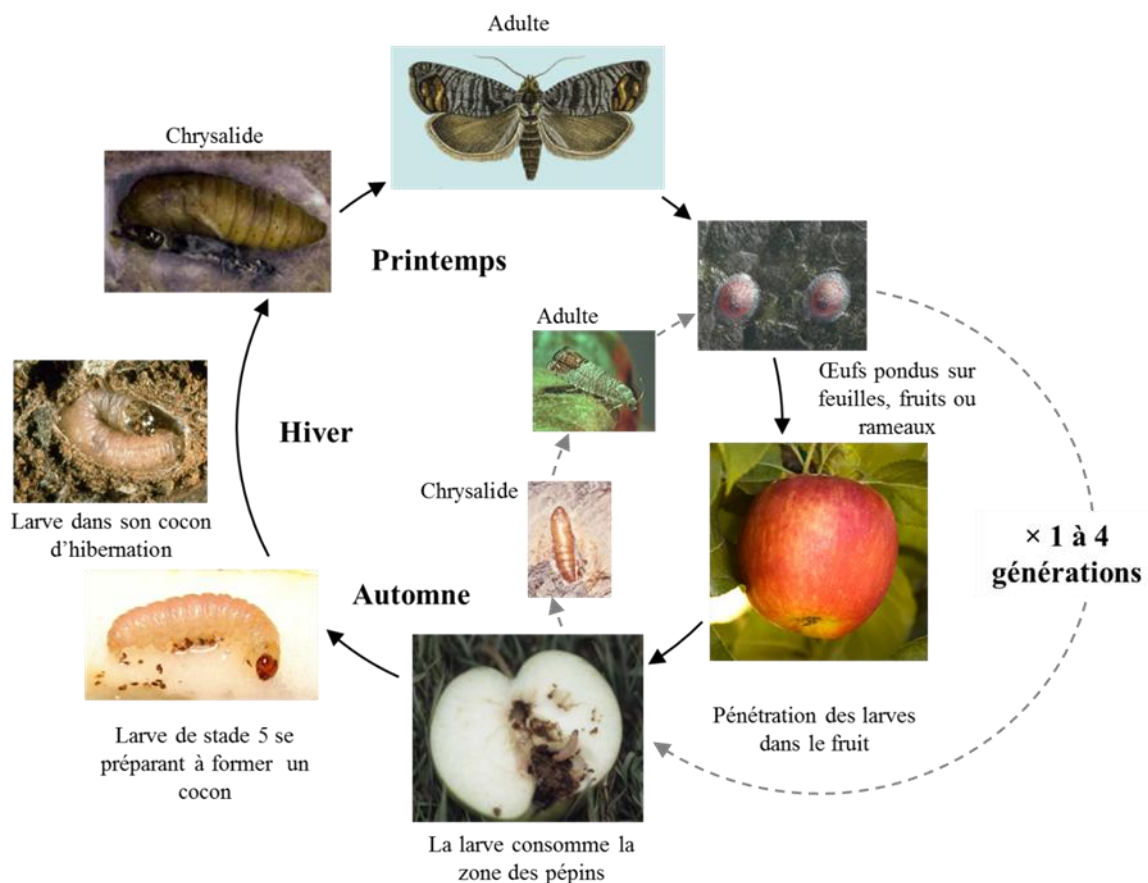 Adulte
Chrysalide
Printemps
Adulte
Œufs pondus sur
feuilles, fruits ou
rameaux
Hiver
Chrysalide
Larve dans son cocon
d’hibernation
× 1 à 4
générations
Automne
Pénétration des larves
dans le fruit
Larve de stade 5 se
préparant à former un
cocon
La larve consomme la
zone des pépins